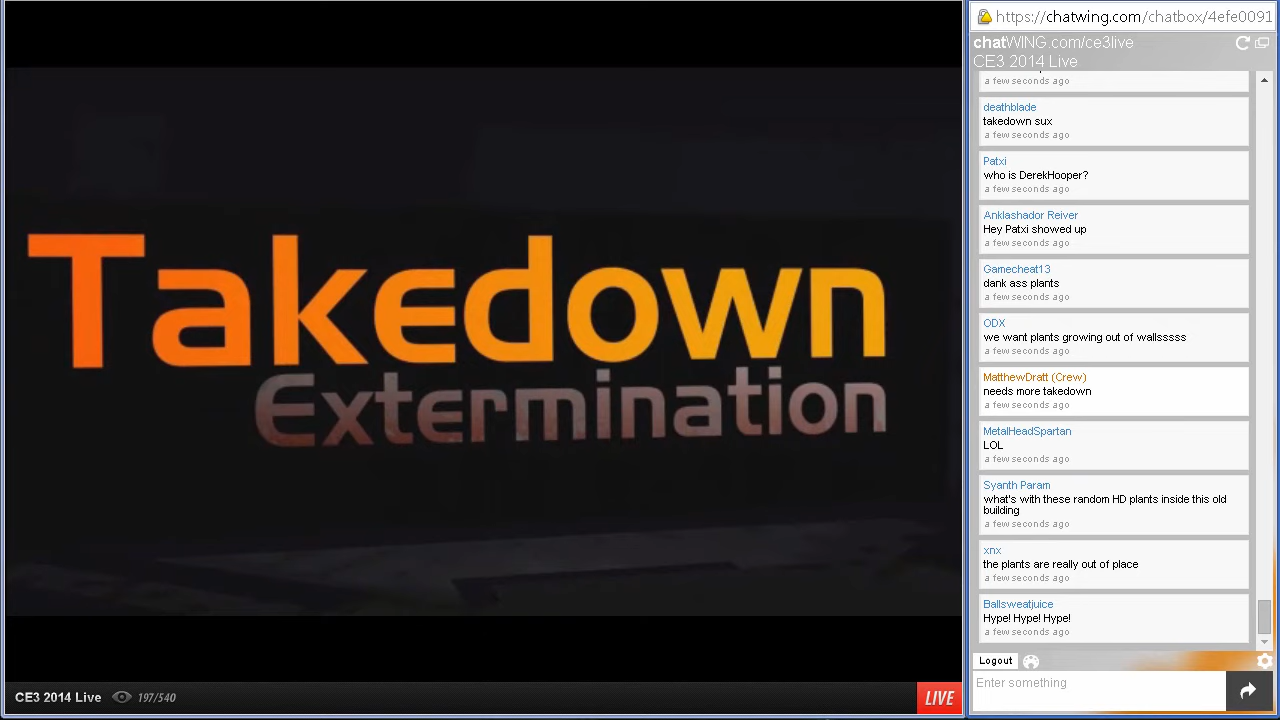 Takedown
Extermination
CE3 2014 Live
197/540
LIVE
https://chatwing.com/chatbox/4efe0091
chatWING.com/ce3live
CE3 2014 Live
a few seconds ago
deathblade
takedown sux
a few seconds ago
Patxi
who is DerekHooper?
a few seconds ago
Anklashador Reiver
Hey Patxi showed up
a few seconds ago
Gamecheat13
dank ass plants
a few seconds ago
ODX
we want plants growing out of wallsssss
a few seconds ago
MatthewDratt (Crew)
needs more takedown
a few seconds ago
MetalHeadSpartan
LOL
a few seconds ago
Syanth Param
what's with these random HD plants inside this old
building
a few seconds ago
xnx
the plants are really out of place
a few seconds ago
Ballsweatjuice
Hype! Hype! Hype!
a few seconds ago
Logout
Enter something